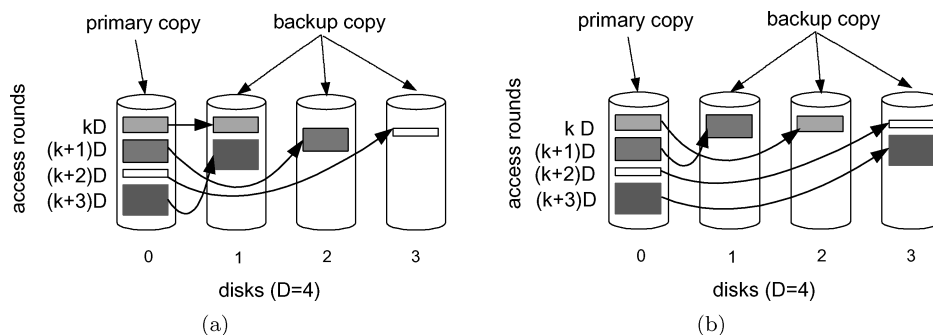 primary copy
backup copy
access rounds
kD
(k+1)D
(k+2)D
(k+3)D
0
1
2
3
disks (D=4)
(a)
primary copy
backup copy
access rounds
k D
(k+1)D
(k+2)D
(k+3)D
0
1
2
3
disks (D=4)
(b)